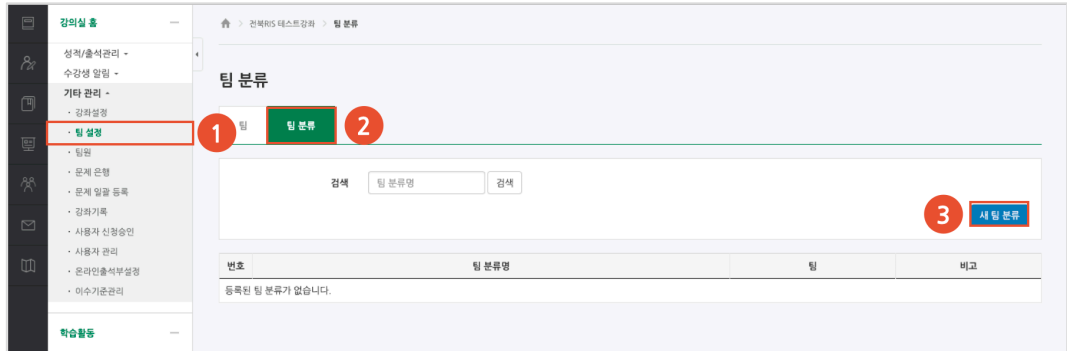 강의실 홈
성적/출석관리
수강생 알림
기타 관리
· 강좌설정
· 팀 설정
· 팀원
· 문제 은행
· 문제 일괄 등록
· 강좌기록
· 사용자 신청승인
· 사용자 관리
· 온라인출석부설정
· 이수기준관리
학습활동
> 전북RIS 테스트강좌 > 팀 분류
팀 분류
1 팀 팀 분류 2
검색 팀 분류명 검색
3 새 팀 분류
번호 팀 분류명 팀 비고
등록된 팀 분류가 없습니다.